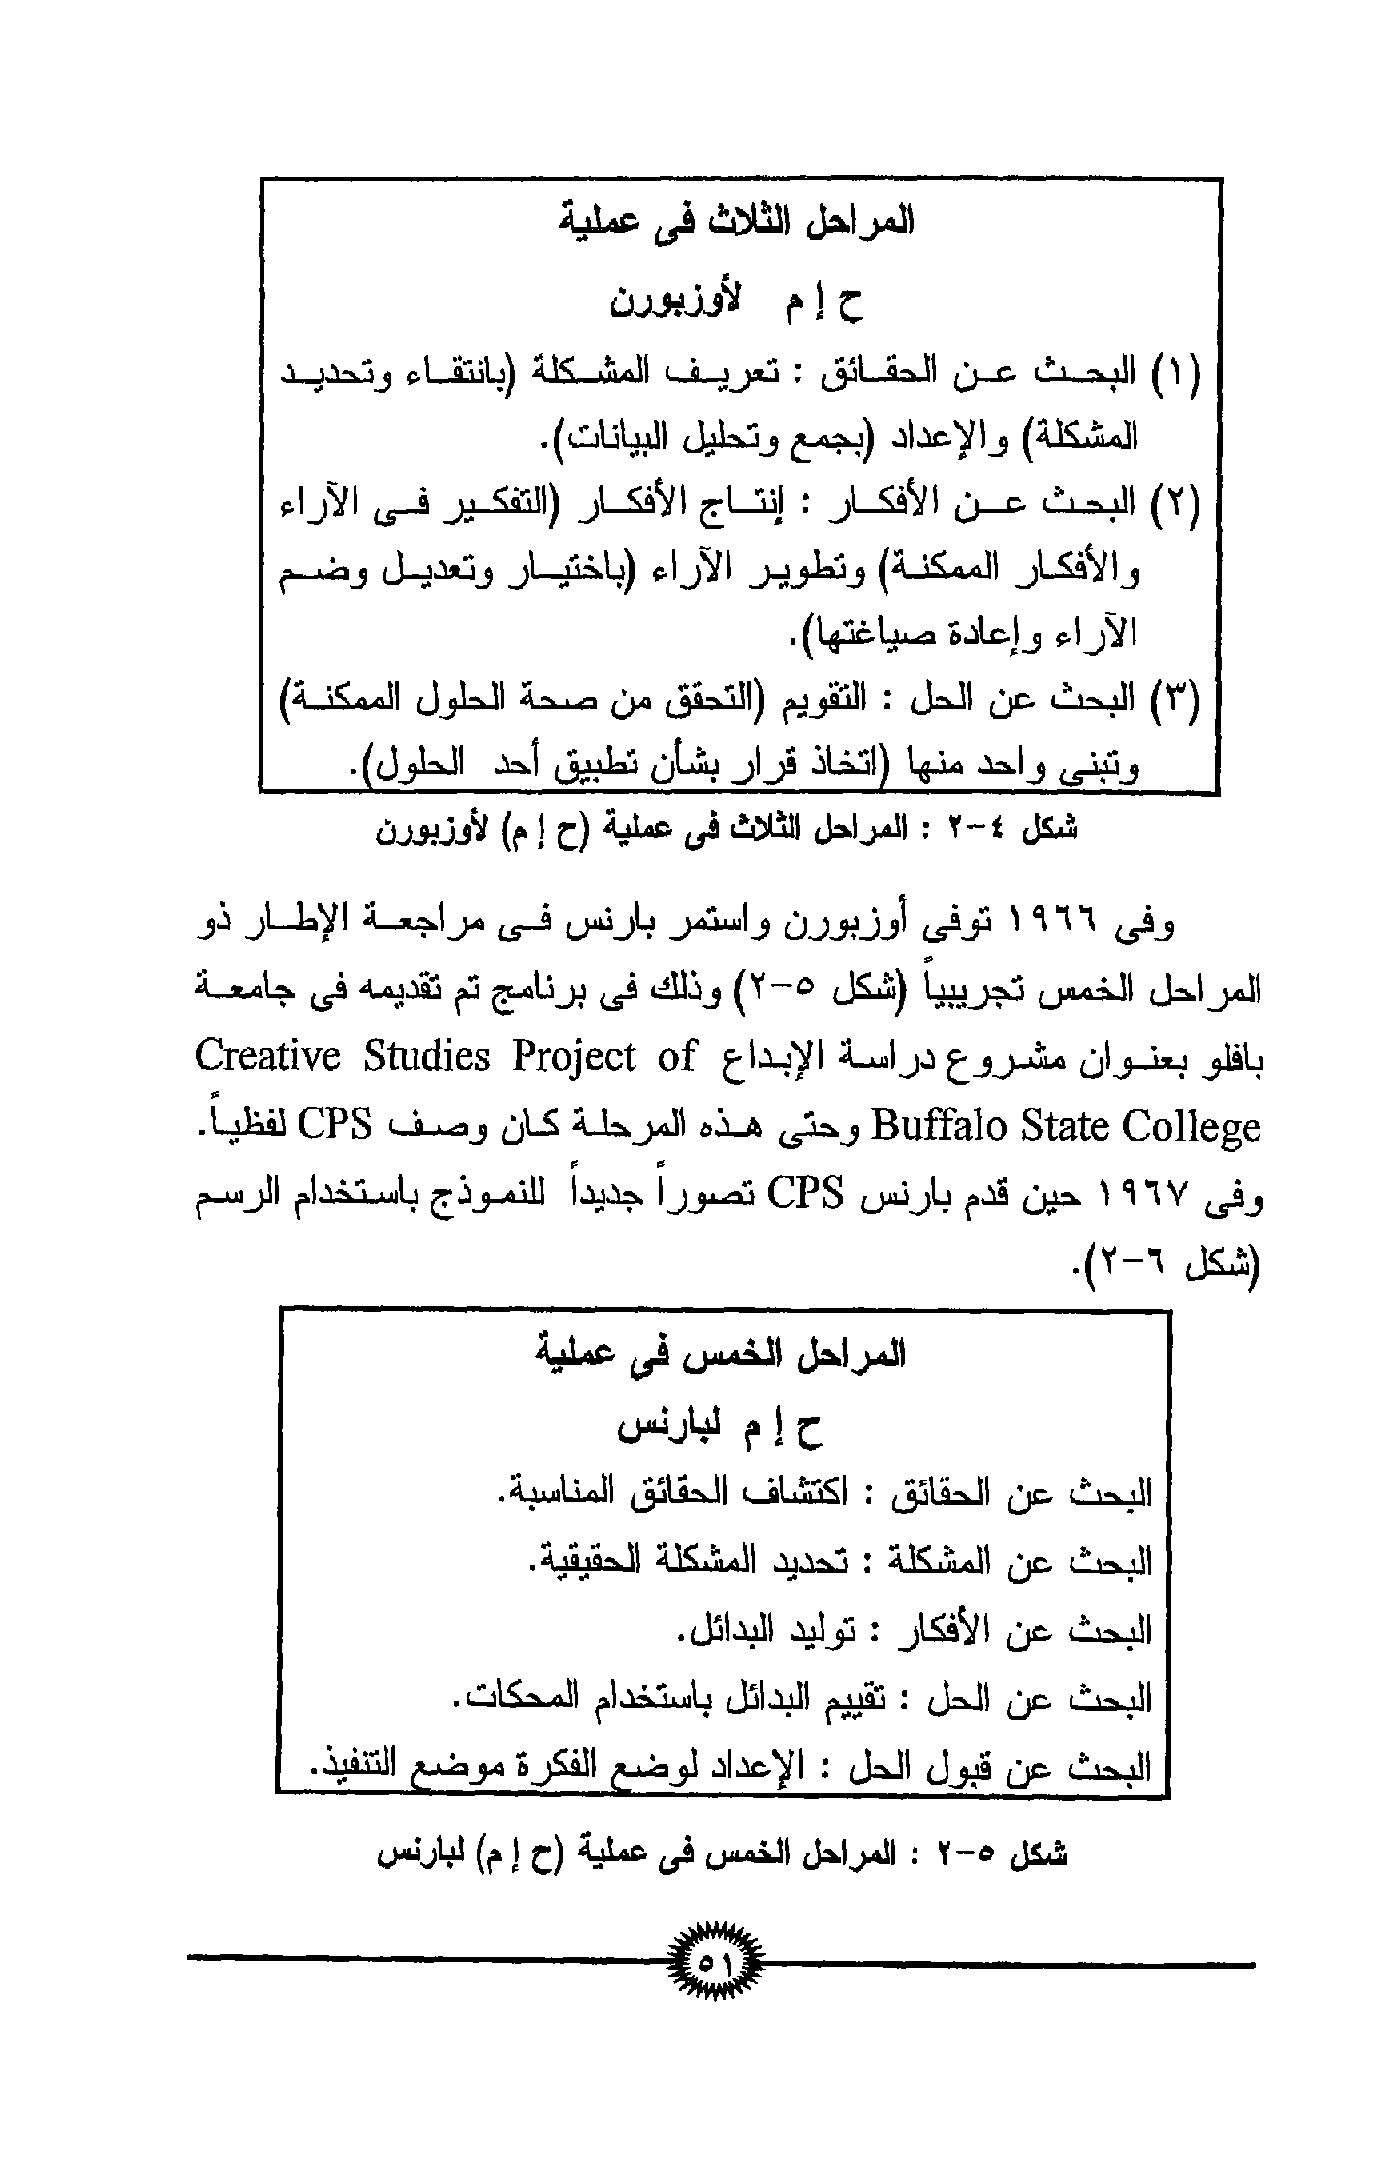 المراحل الثلاث فى عملية
ح إ م لأوزبورن
(١) البحث عن الحقائق : تعريف المشكلة (بانتقاء وتحديد
المشكلة) والإعداد (بجمع وتحليل البيانات).
(٢) البحث عن الأفكار : إنتاج الأفكار (التفكير فى الآراء
والأفكار الممكنة) وتطوير الآراء (باختيار وتعديل وضم
الآراء وإعادة صياغتها).
(٣) البحث عن الحل : التقويم (التحقق من صحة الحلول الممكنة)
وتبنى واحد منها (اتخاذ قرار بشأن تطبيق أحد الحلول).
شكل ٤-٢ : المراحل الثلاث فى عملية (ح إ م) لأوزبورن
وفى ١٩٦٦ توفى أوزبورن واستمر بارنس فى مراجعة الإطار ذو
المراحل الخمس تجريبياً (شكل ٥-٢) وذلك فى برنامج تم تقديمه فى جامعة
بافلو بعنوان مشروع دراسة الإبداع Creative Studies Project of
Buffalo State College وحتى هذه المرحلة كان وصف CPS لفظياً.
وفى ١٩٦٧ حين قدم بارنس CPS تصوراً جديداً للنموذج باستخدام الرسم
(شكل ٦-٢).
المراحل الخمس فى عملية
ح إ م لبارنس
البحث عن الحقائق : اكتشاف الحقائق المناسبة.
البحث عن المشكلة : تحديد المشكلة الحقيقية.
البحث عن الأفكار : توليد البدائل.
البحث عن الحل : تقييم البدائل باستخدام المحكات.
البحث عن قبول الحل : الإعداد لوضع الفكرة موضع التنفيذ.
شكل ٥-٢ : المراحل الخمس فى عملية (ح إ م) لبارنس
٥١